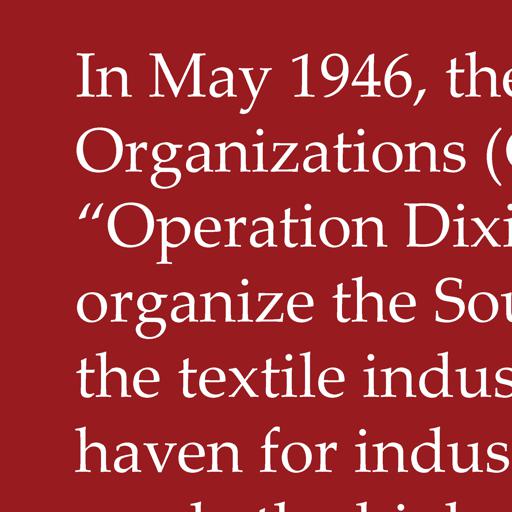 In May 1946, the
Organizations (
“Operation Dixi
organize the Sou
the textile indus
haven for indus